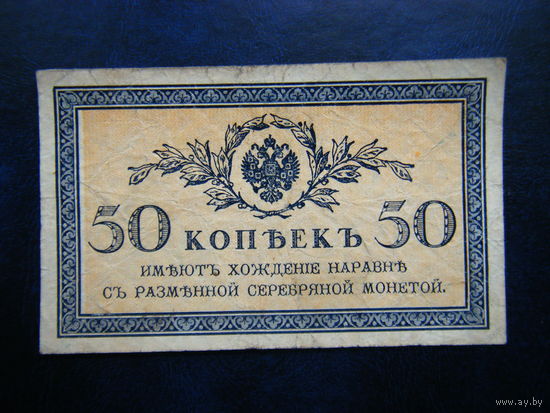 50 КОПѢЕКЪ 50
ИМѢЮТЪ ХОЖДЕНІЕ НАРАВНѢ
СЪ РАЗМѢННОЙ СЕРЕБРЯНОЙ МОНЕТОЙ.
www.ay.by